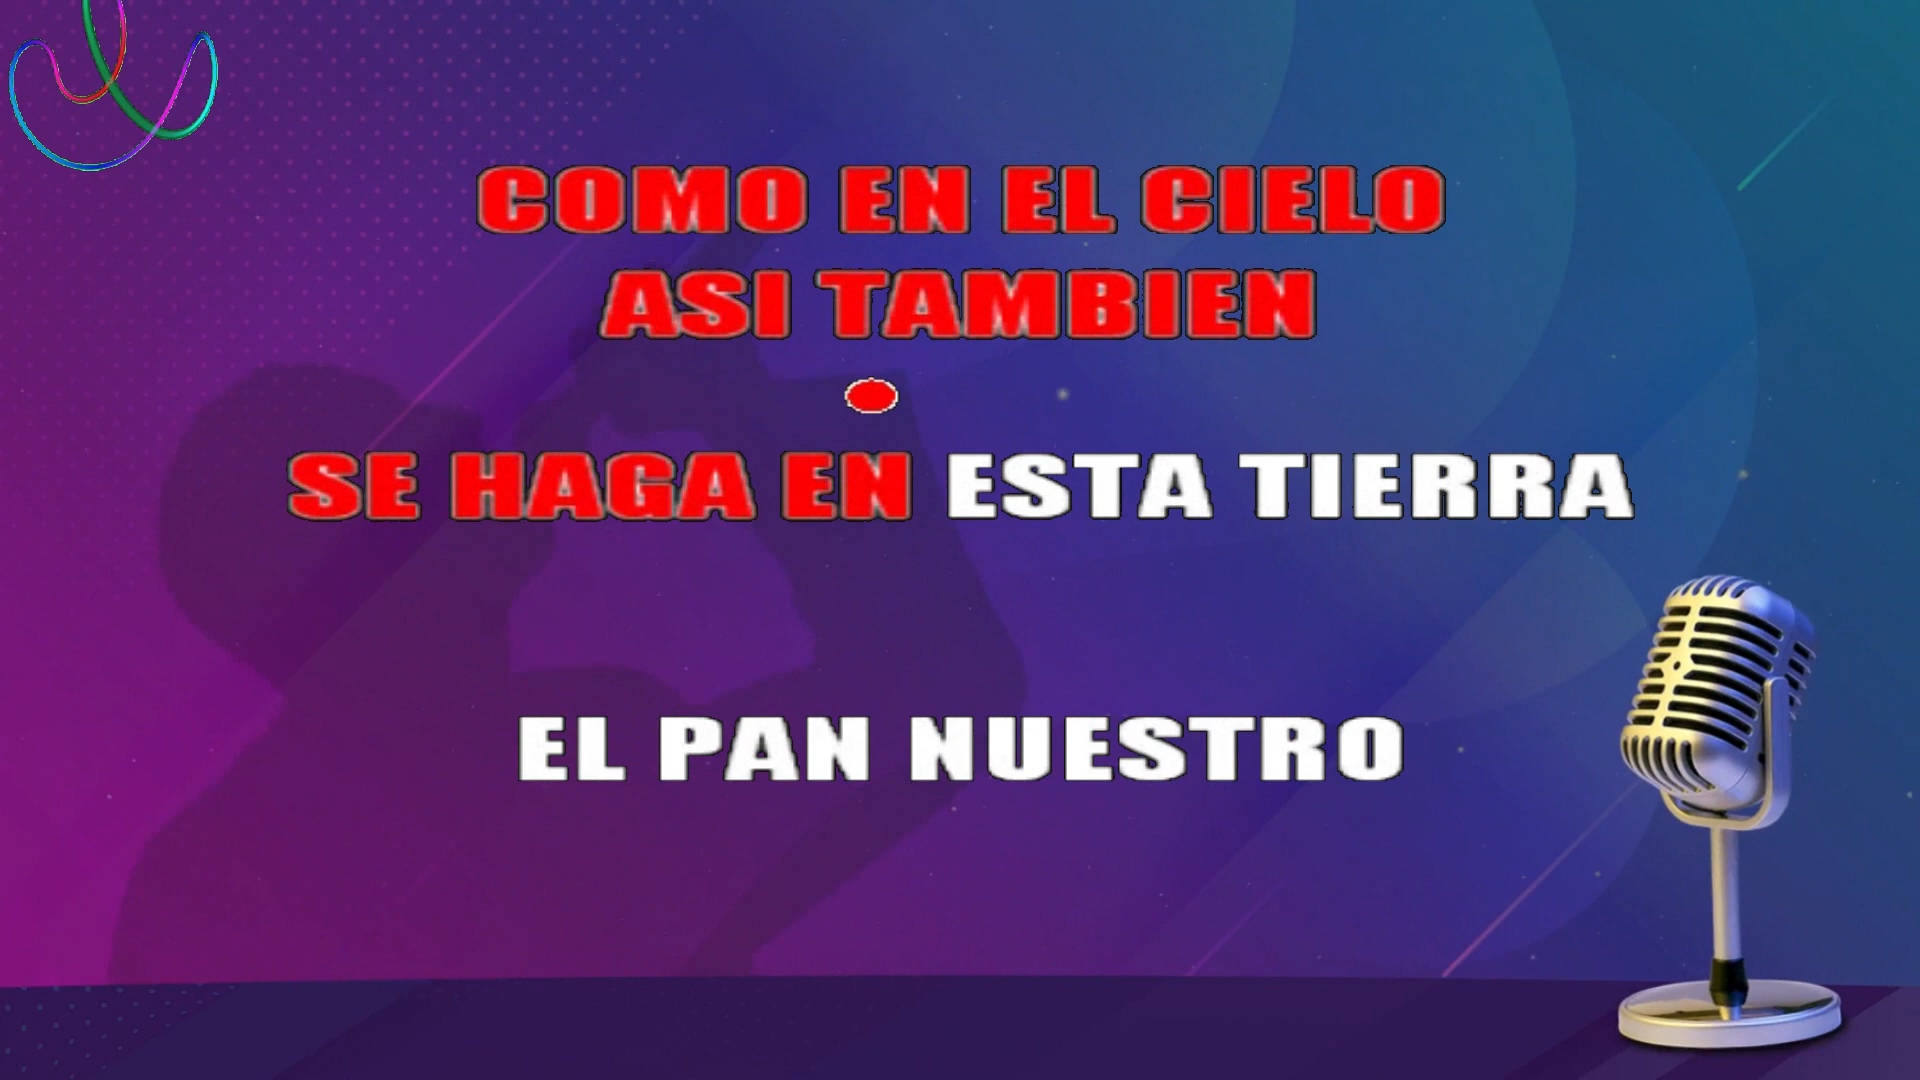 COMO EN EL CIELO
ASI TAMBIEN
SE HAGA EN ESTA TIERRA
EL PAN NUESTRO